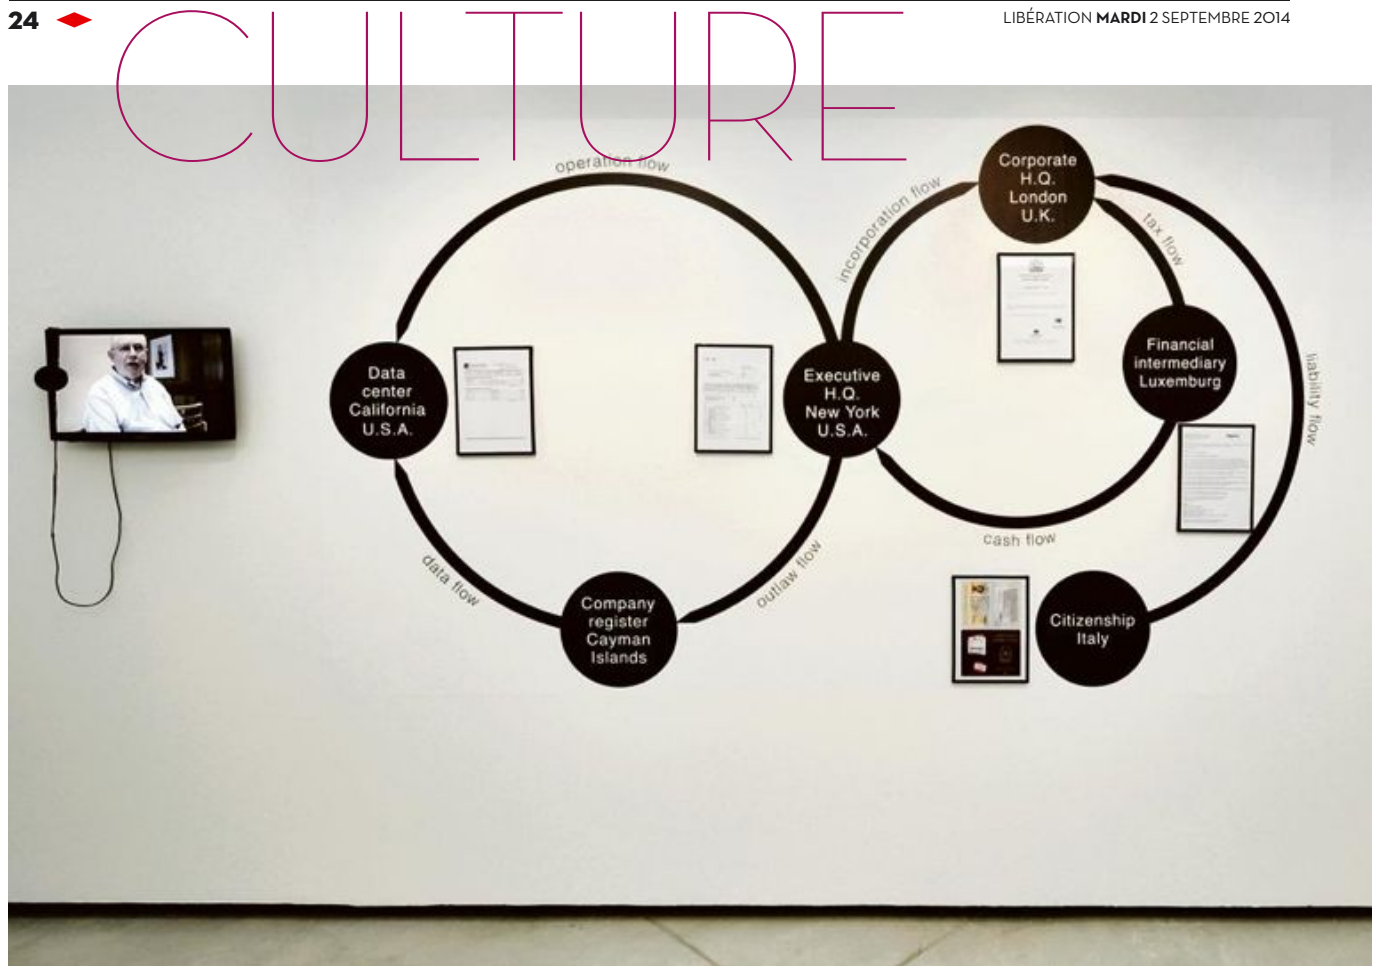 24
LIBÉRATION MARDI 2 SEPTEMBRE 2014
CULTURE
operation flow
incorporation flow
Corporate
H.Q.
London
U.K.
tax flow
Financial
intermediary
Luxemburg
liability flow
Data
center
California
U.S.A.
Executive
H.Q.
New York
U.S.A.
cash flow
data flow
outlaw flow
Company
register
Cayman
Islands
Citizenship
Italy